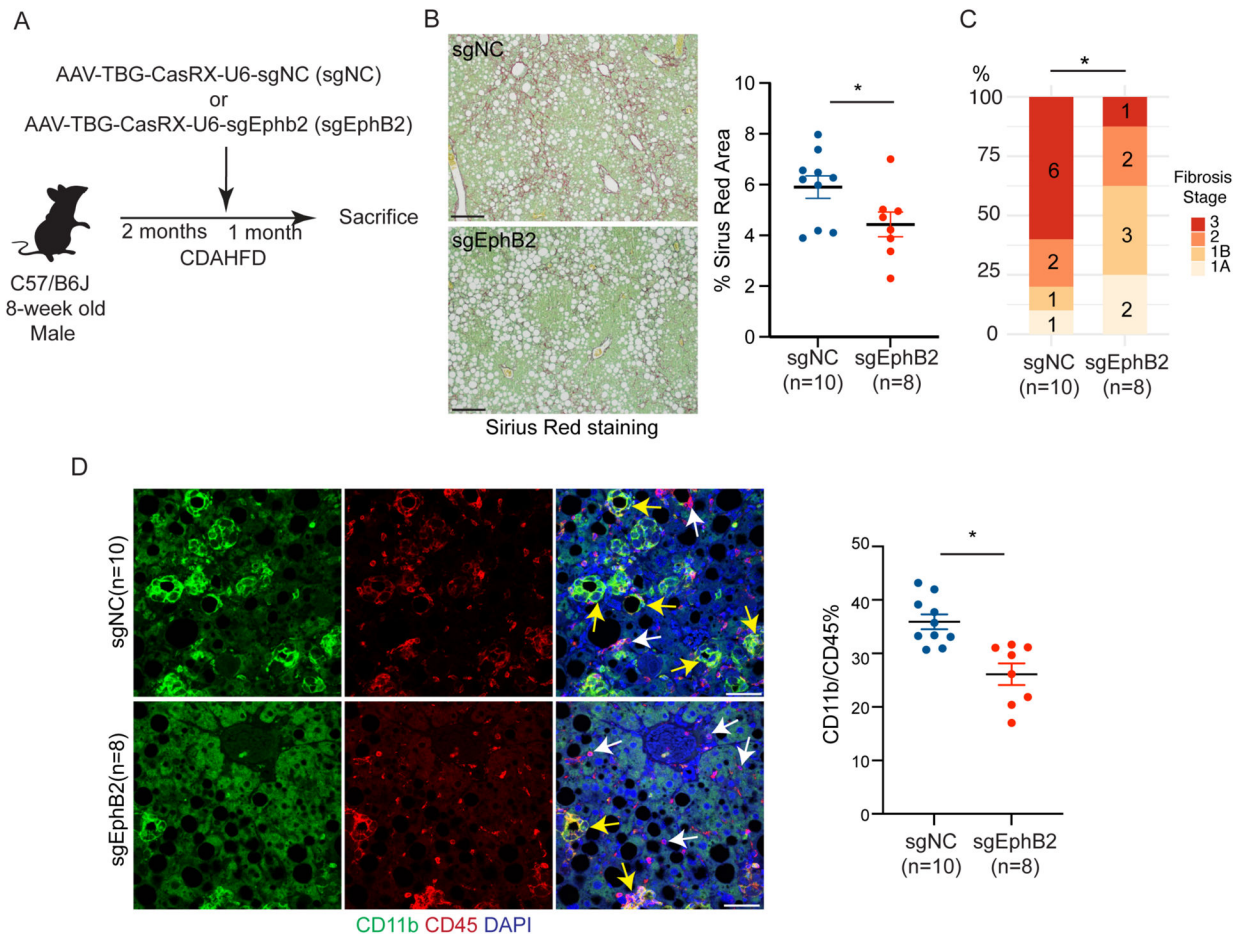 A
AAV-TBG-CasRX-U6-sgNC (sgNC)
or
AAV-TBG-CasRX-U6-sgEphb2 (sgEphB2)
2 months
1 month
CDAHFD
Sacrifice
C57/B6J
8-week old
Male
B
sgNC
sgEphB2
Sirius Red staining
% Sirus Red Area
10
8
6
4
2
0
*
sgNC
(n=10)
sgEphB2
(n=8)
C
%
*
100
75
50
25
0
6
2
1
1
1
2
3
2
sgNC
(n=10)
sgEphB2
(n=8)
Fibrosis
Stage
3
2
1B
1A
D
sgNC(n=10)
sgEphB2(n=8)
CD11b CD45 DAPI
CD11b/CD45%
50
40
30
20
10
0
*
sgNC
(n=10)
sgEphB2
(n=8)